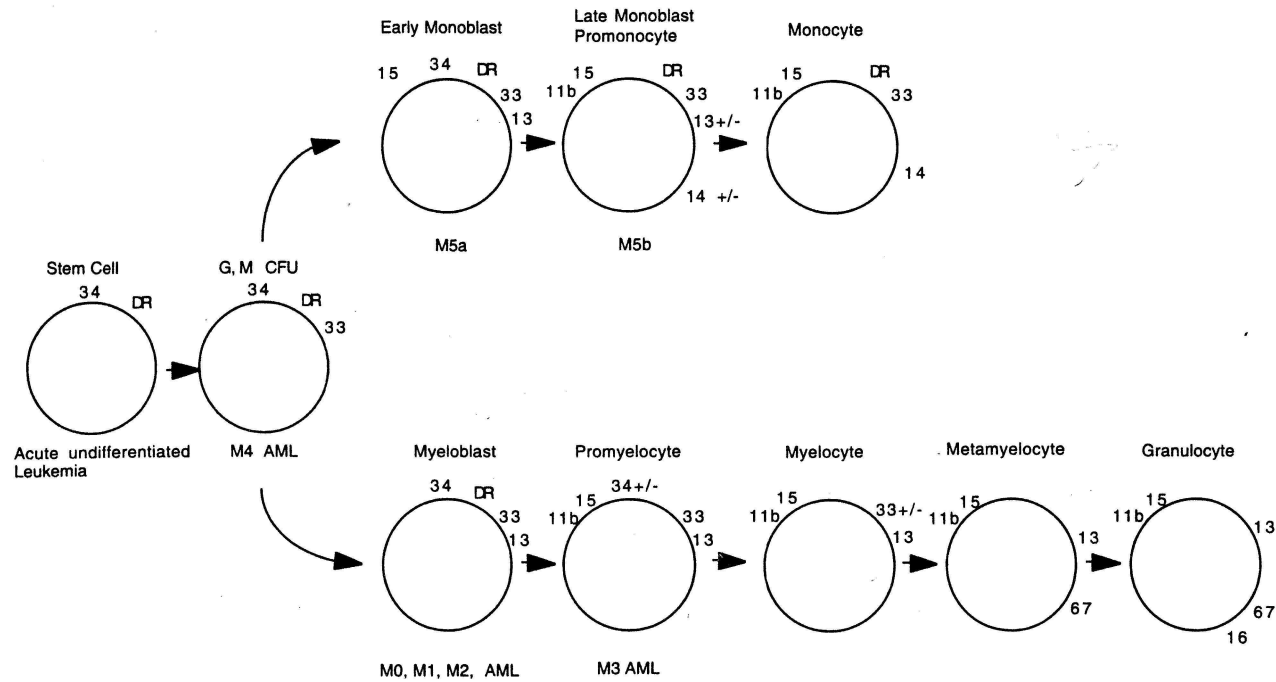 Early Monoblast
15 34 DR
33
13
M5a
Late Monoblast
Promonocyte
11b 15 DR
33
13+/-
14 +/-
M5b
Monocyte
11b 15 DR
33
14
Stem Cell
34 DR
Acute undifferentiated
Leukemia
G, M CFU
34 DR
33
M4 AML
Myeloblast
34 DR
33
13
M0, M1, M2, AML
Promyelocyte
34+/-
11b 15 33
13
M3 AML
Myelocyte
11b 15 33+/-
13
Metamyelocyte
11b 15
13
67
Granulocyte
11b 15 13
67
16